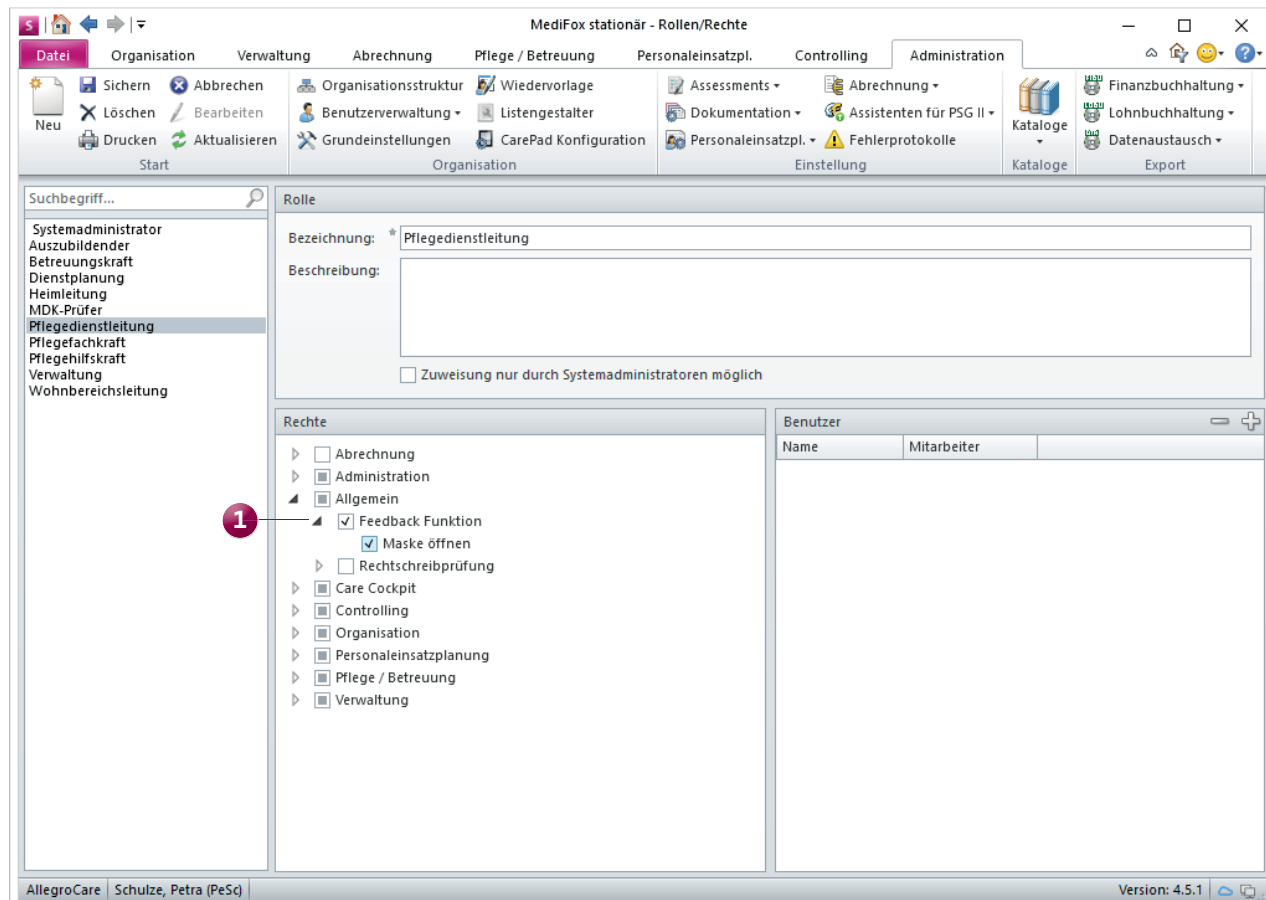 S MediFox stationär - Rollen/Rechte
Datei Organisation Verwaltung Abrechnung Pflege / Betreuung Personaleinsatzpl. Controlling Administration ?
Neu
Sichern Abbrechen
Löschen Bearbeiten
Drucken Aktualisieren
Start
Organisationsstruktur Wiedervorlage
Benutzerverwaltung Listengestalter
Grundeinstellungen CarePad Konfiguration
Organisation
Assessments Abrechnung
Dokumentation Assistenten für PSG II
Personaleinsatzpl. Fehlerprotokolle
Einstellung
Kataloge
Kataloge
Finanzbuchhaltung
Lohnbuchhaltung
Datenaustausch
Export
Suchbegriff...
Systemadministrator
Auszubildender
Betreuungskraft
Dienstplanung
Heimleitung
MDK-Prüfer
Pflegedienstleitung
Pflegefachkraft
Pflegehilfskraft
Verwaltung
Wohnbereichsleitung
Rolle
Bezeichnung: * Pflegedienstleitung
Beschreibung:
Zuweisung nur durch Systemadministratoren möglich
Rechte
Abrechnung
Administration
Allgemein
1 Feedback Funktion
Maske öffnen
Rechtschreibprüfung
Care Cockpit
Controlling
Organisation
Personaleinsatzplanung
Pflege / Betreuung
Verwaltung
Benutzer
Name Mitarbeiter
AllegroCare Schulze, Petra (PeSc) Version: 4.5.1